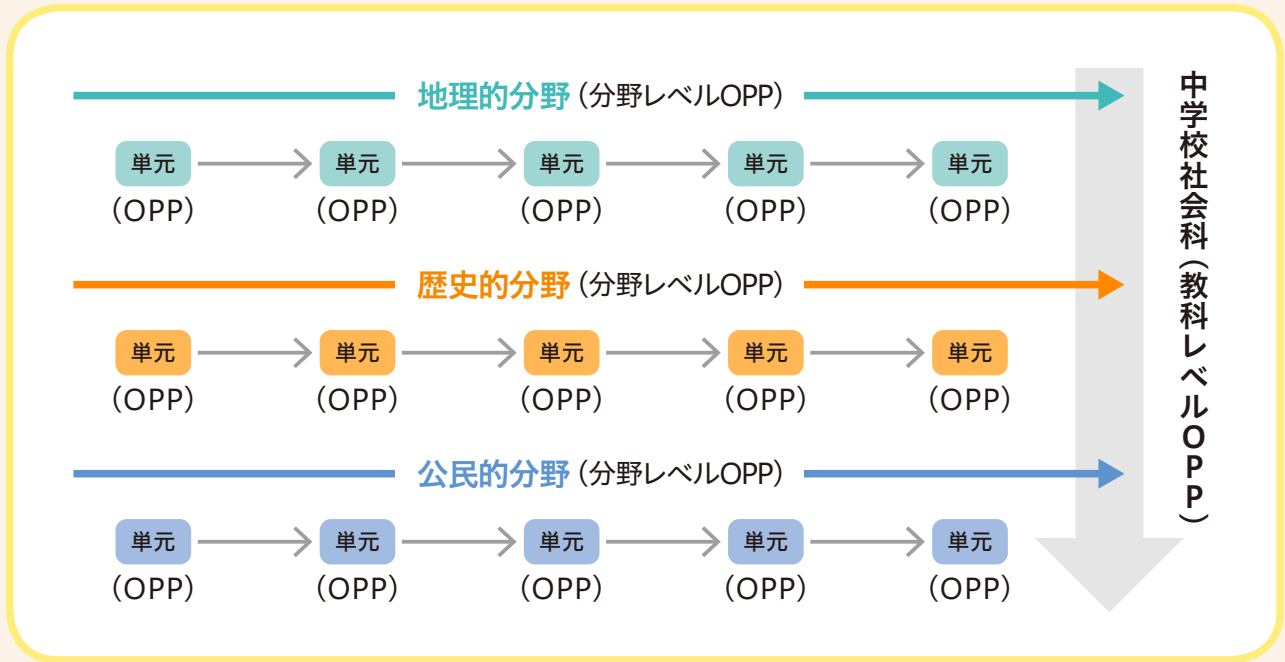 地理的分野（分野レベルOPP）
単元 単元 単元 単元 単元
（OPP） （OPP） （OPP） （OPP） （OPP）
歴史的分野（分野レベルOPP）
単元 単元 単元 単元 単元
（OPP） （OPP） （OPP） （OPP） （OPP）
公民的分野（分野レベルOPP）
単元 単元 単元 単元 単元
（OPP） （OPP） （OPP） （OPP） （OPP）
中学校社会科（教科レベルOPP）